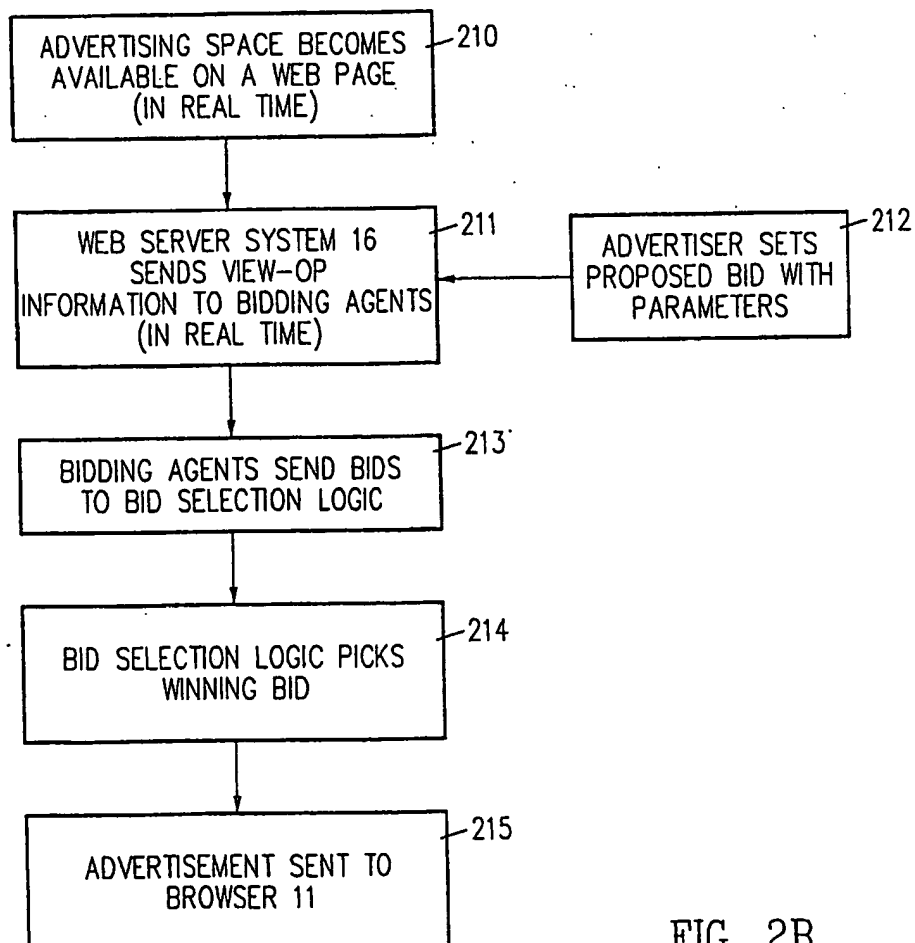 ADVERTISING SPACE BECOMES
AVAILABLE ON A WEB PAGE
(IN REAL TIME)
210
WEB SERVER SYSTEM 16
SENDS VIEW-OP
INFORMATION TO BIDDING AGENTS
(IN REAL TIME)
211
ADVERTISER SETS
PROPOSED BID WITH
PARAMETERS
212
BIDDING AGENTS SEND BIDS
TO BID SELECTION LOGIC
213
BID SELECTION LOGIC PICKS
WINNING BID
214
ADVERTISEMENT SENT TO
BROWSER 11
215
FIG. 2B